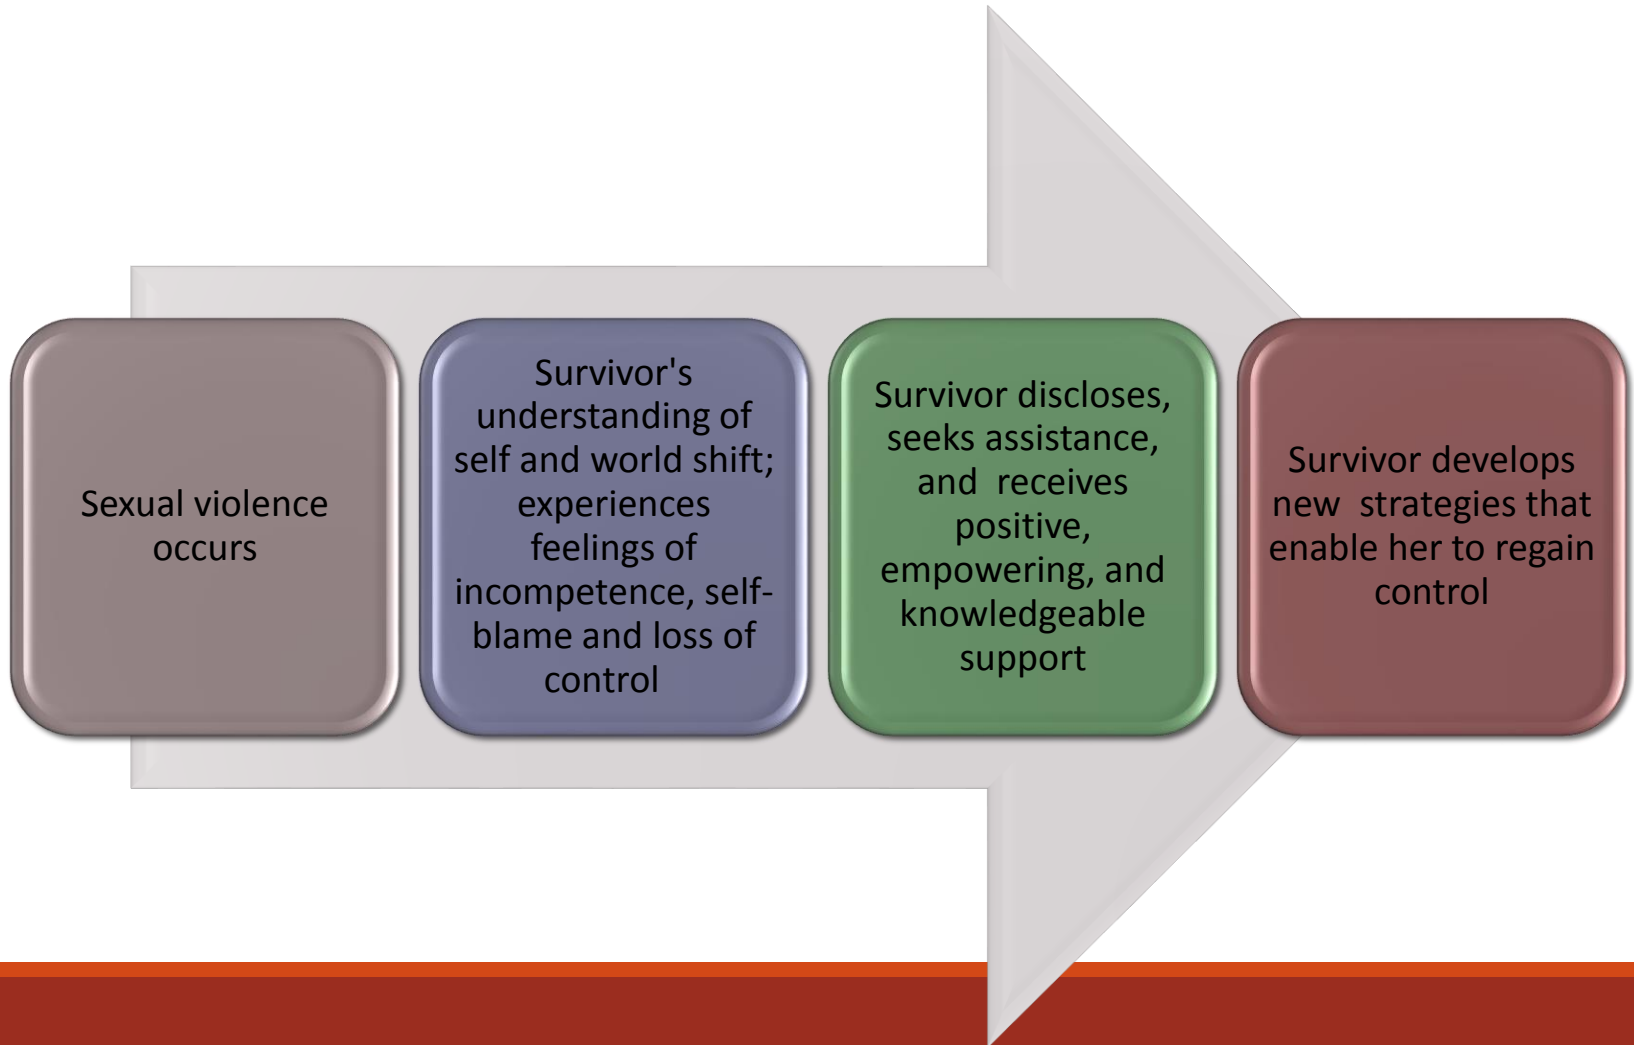 Sexual violence
occurs
Survivor's
understanding of
self and world shift;
experiences
feelings of
incompetence, self-
blame and loss of
control
Survivor discloses,
seeks assistance,
and  receives
positive,
empowering, and
knowledgeable
support
Survivor develops
new  strategies that
enable her to regain
control